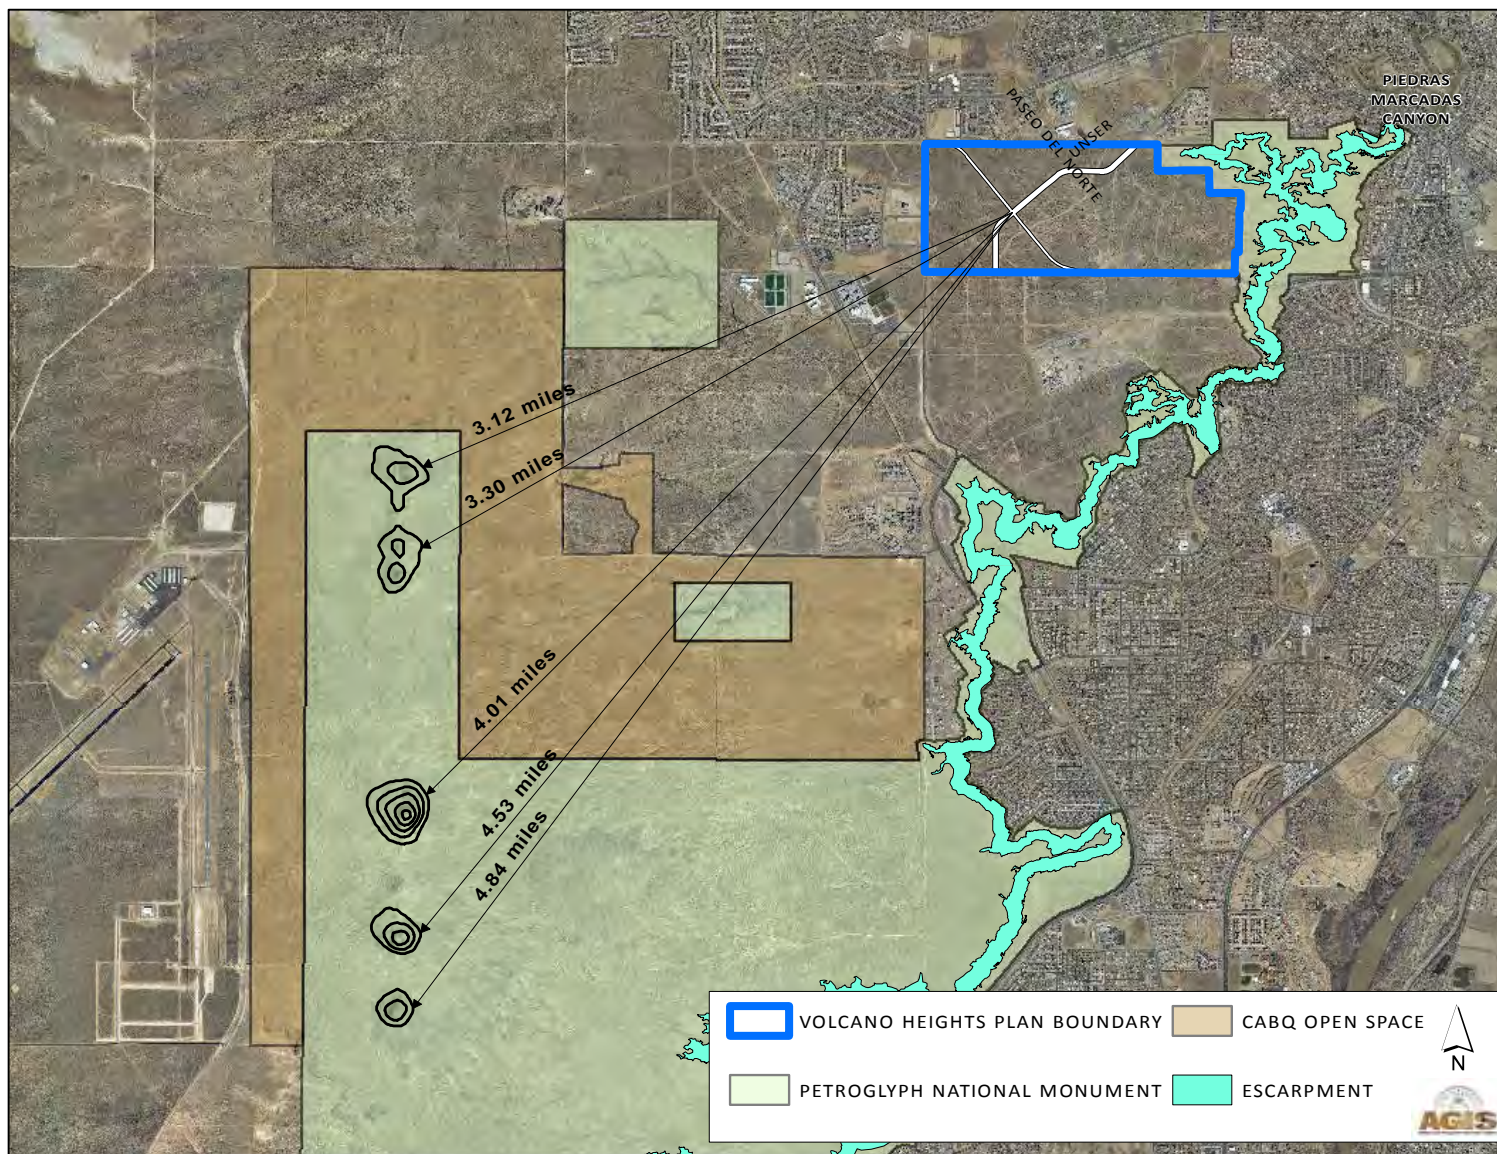 PIEDRAS
MARCADAS
CANYON
PASEO DEL NORTE
UNSER
3.12 miles
3.30 miles
4.01 miles
4.53 miles
4.84 miles
VOLCANO HEIGHTS PLAN BOUNDARY
CABQ OPEN SPACE
PETROGLYPH NATIONAL MONUMENT
ESCARPMENT
N
AGIS